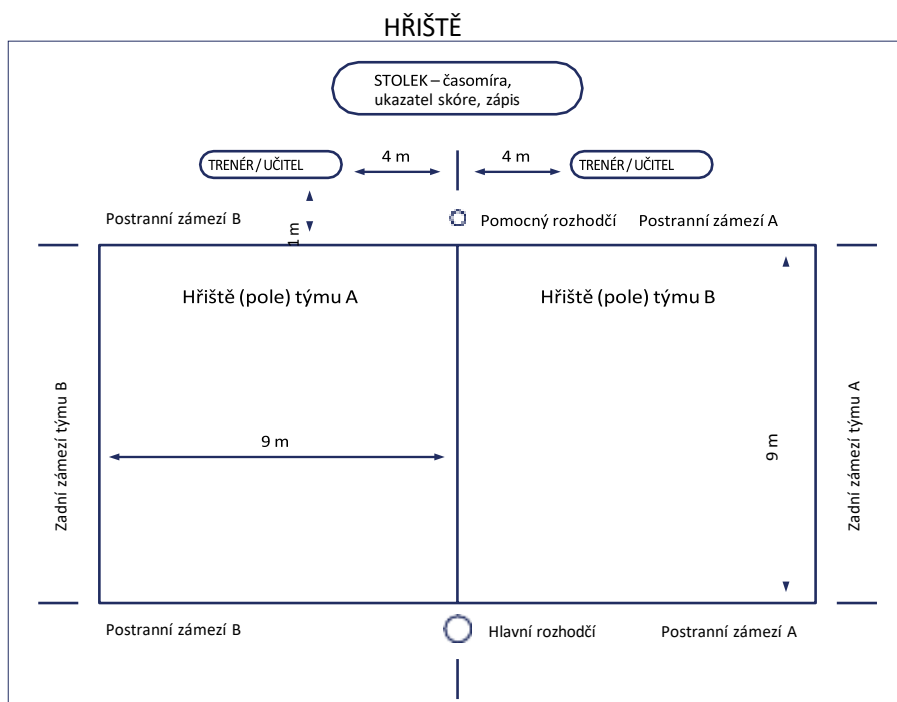 HŘIŠTĚ
STOLEK – časomíra,
ukazatel skóre, zápis
TRENÉR / UČITEL
4 m
4 m
TRENÉR / UČITEL
Postranní zámezí B
1 m
Pomocný rozhodčí
Postranní zámezí A
Hřiště (pole) týmu A
Hřiště (pole) týmu B
Zadní zámezí týmu B
9 m
9 m
Zadní zámezí týmu A
Postranní zámezí B
Hlavní rozhodčí
Postranní zámezí A